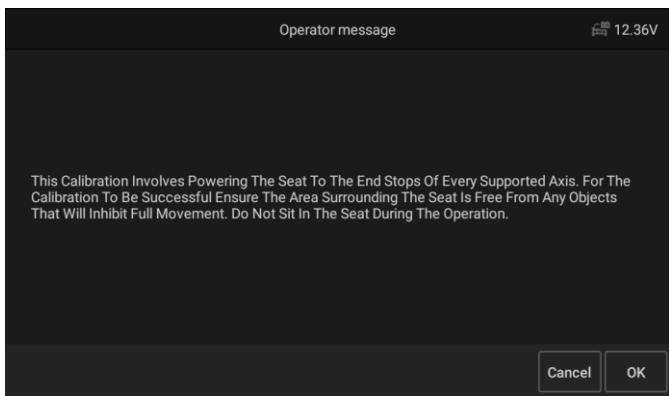 Operator message
12.36V
This Calibration Involves Powering The Seat To The End Stops Of Every Supported Axis. For The
Calibration To Be Successful Ensure The Area Surrounding The Seat Is Free From Any Objects
That Will Inhibit Full Movement. Do Not Sit In The Seat During The Operation.
Cancel
OK